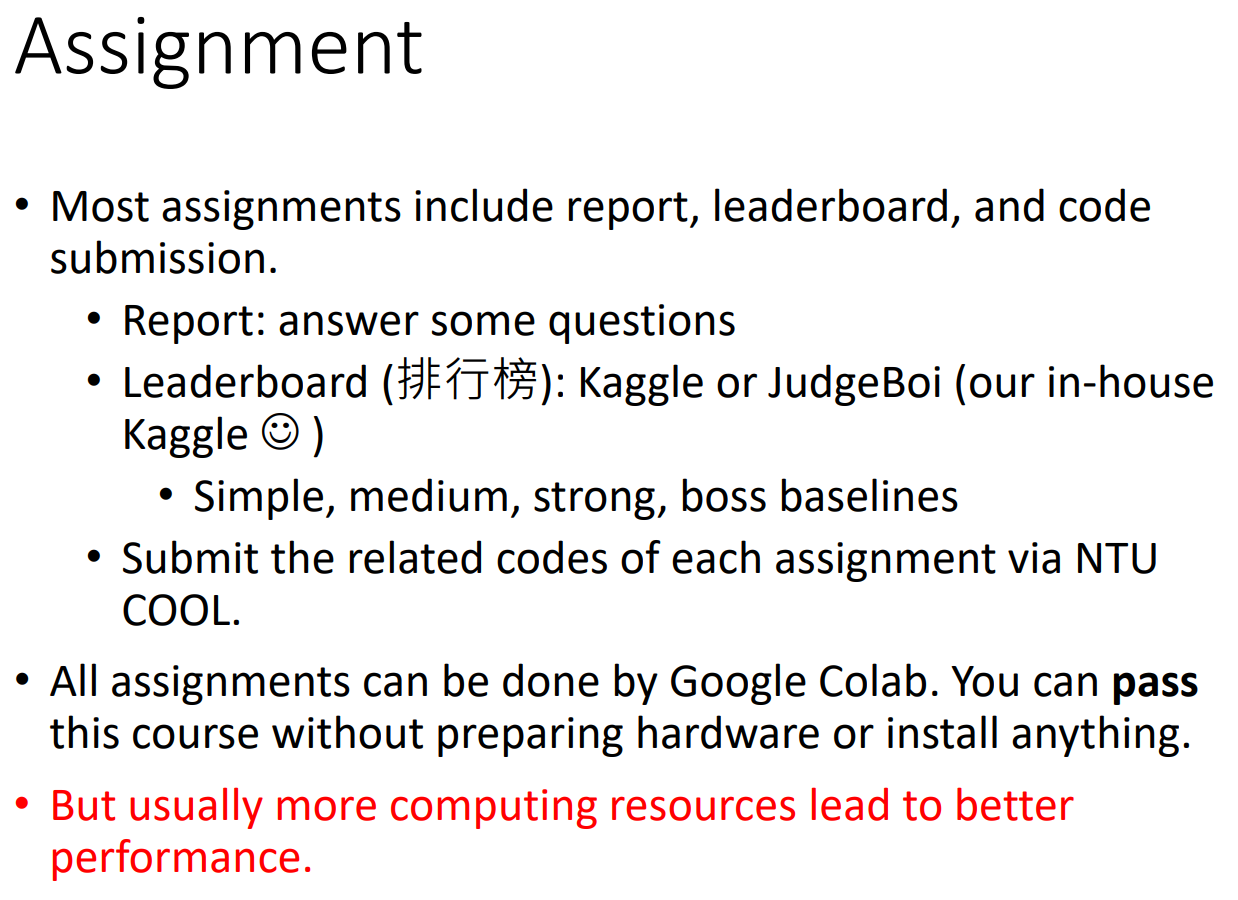 Assignment
• Most assignments include report, leaderboard, and code
submission.
• Report: answer some questions
• Leaderboard (排行榜): Kaggle or JudgeBoi (our in-house
Kaggle ☺ )
• Simple, medium, strong, boss baselines
• Submit the related codes of each assignment via NTU
COOL.
• All assignments can be done by Google Colab. You can pass
this course without preparing hardware or install anything.
• But usually more computing resources lead to better
performance.